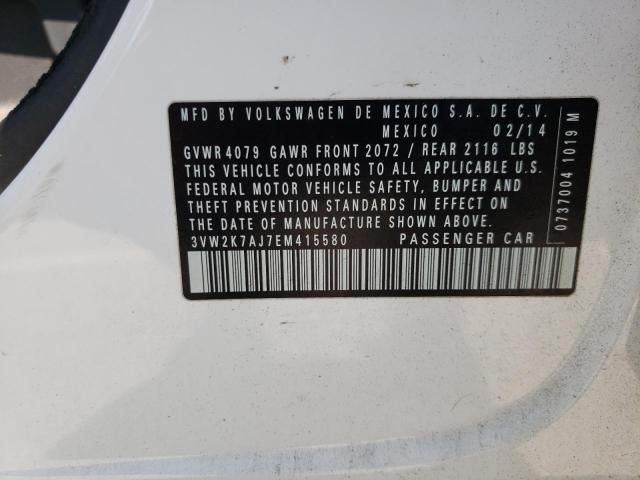 MFD BY VOLKSWAGEN DE MEXICO S.A. DE C.V.
MEXICO 02/14
GVWR 4079 GAWR FRONT 2072 / REAR 2116 LBS
THIS VEHICLE CONFORMS TO ALL APPLICABLE U.S.
FEDERAL MOTOR VEHICLE SAFETY, BUMPER AND
THEFT PREVENTION STANDARDS IN EFFECT ON
THE DATE OF MANUFACTURE SHOWN ABOVE.
3VW2K7AJ7EM415580 PASSENGER CAR
0737004 1019 M